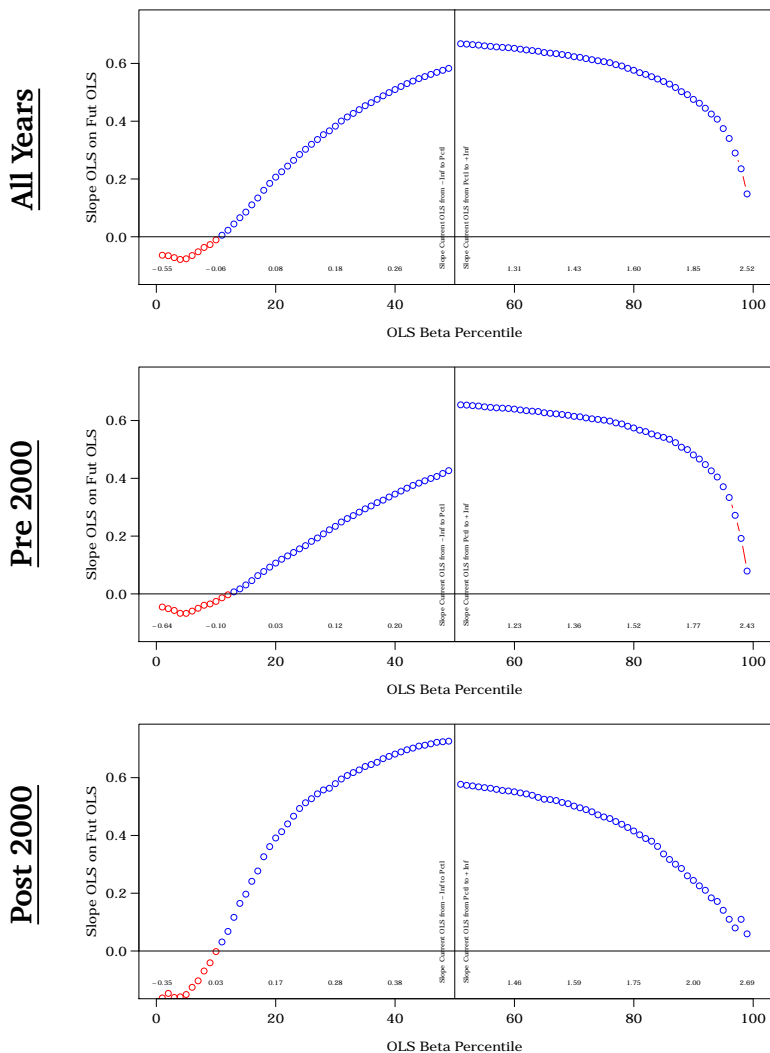 All Years
Slope OLS on Fut OLS
0.6
0.4
0.2
0.0
Slope Current OLS from −Inf to Pctl
Slope Current OLS from Pctl to +Inf
−0.55 −0.06 0.08 0.18 0.26 1.31 1.43 1.60 1.85 2.52
0 20 40 60 80 100
OLS Beta Percentile
Pre 2000
Slope OLS on Fut OLS
0.6
0.4
0.2
0.0
Slope Current OLS from −Inf to Pctl
Slope Current OLS from Pctl to +Inf
−0.64 −0.10 0.03 0.12 0.20 1.23 1.36 1.52 1.77 2.43
0 20 40 60 80 100
OLS Beta Percentile
Post 2000
Slope OLS on Fut OLS
0.6
0.4
0.2
0.0
Slope Current OLS from −Inf to Pctl
Slope Current OLS from Pctl to +Inf
−0.35 0.03 0.17 0.28 0.38 1.46 1.59 1.75 2.00 2.69
0 20 40 60 80 100
OLS Beta Percentile